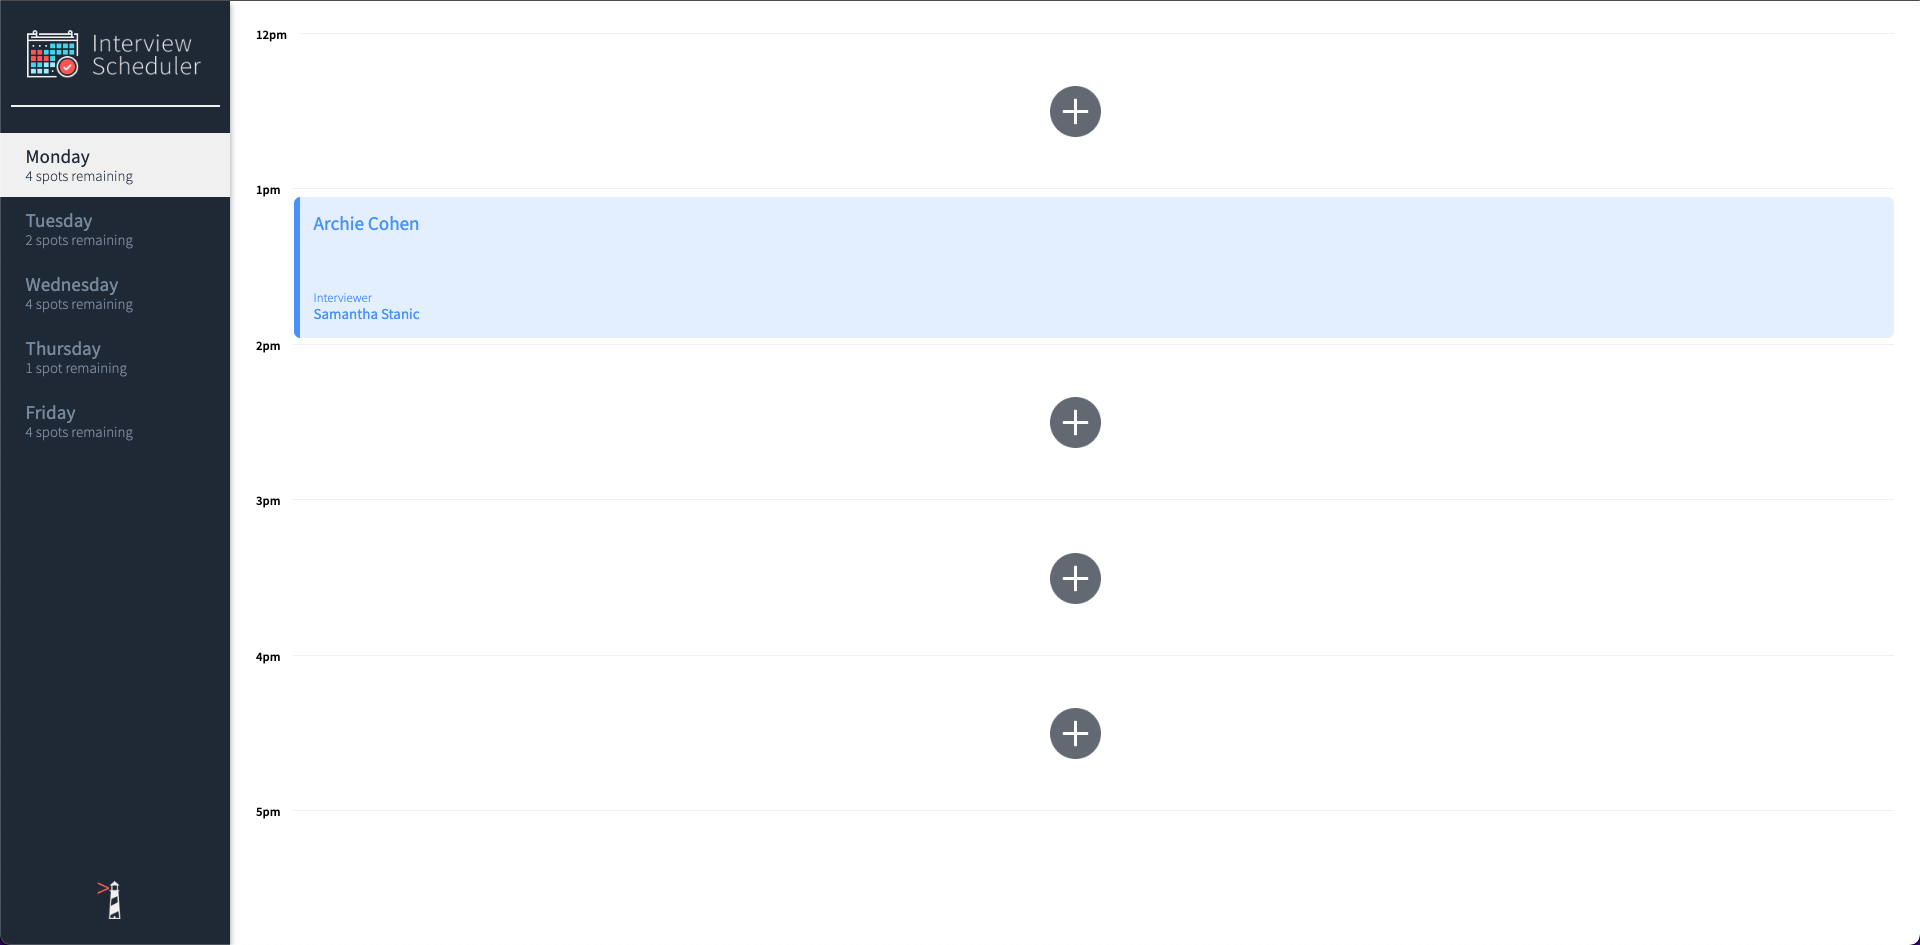 Interview
Scheduler
Monday
4 spots remaining
Tuesday
2 spots remaining
Wednesday
4 spots remaining
Thursday
1 spot remaining
Friday
4 spots remaining
12pm
1pm
Archie Cohen
Interviewer
Samantha Stanic
2pm
3pm
4pm
5pm